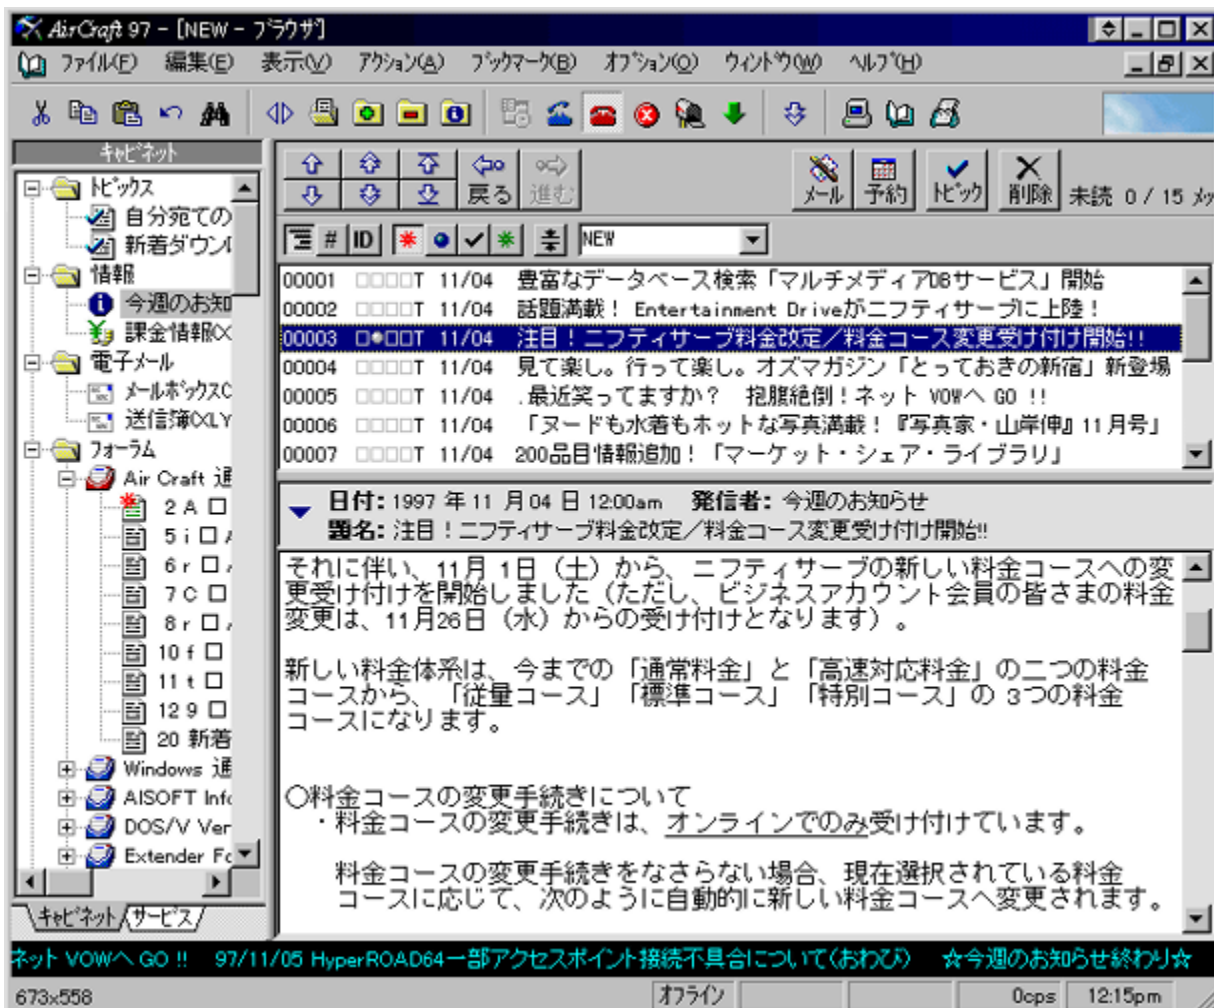 AirCraft 97 - [NEW - ブラウザ]
ファイル(F) 編集(E) 表示(V) アクション(A) ブックマーク(B) オプション(O) ウィンドウ(W) ヘルプ(H)
キャビネット
トピックス
自分宛ての
新着ダウンロ
情報
今週のお知
課金情報(X
電子メール
メールボックス(
送信簿(XLY
フォーラム
Air Craft 通
2 A 口
5 i 口
6 r 口
7 C 口
8 r 口
10 f 口
11 t 口
12 9 口
20 新着
Windows 通
AISOFT Info
DOS/V Ver
Extender Fo
キャビネット サービス
戻る 進む メール 予約 トピック 削除 未読 0 / 15 メッ
# ID NEW
00001 □□□□T 11/04 豊富なデータベース検索「マルチメディアDBサービス」開始
00002 □□□□T 11/04 話題満載! Entertainment Driveがニフティサーブに上陸!
00003 □●□□T 11/04 注目!ニフティサーブ料金改定/料金コース変更受け付け開始!!
00004 □□□□T 11/04 見て楽し。行って楽し。オズマガジン「とっておきの新宿」新登場
00005 □□□□T 11/04 .最近笑ってますか? 抱腹絶倒!ネット VOWへ GO !!
00006 □□□□T 11/04 「ヌードも水着もホットな写真満載!『写真家・山岸伸』11月号」
00007 □□□□T 11/04 200品目情報追加!「マーケット・シェア・ライブラリ」
日付: 1997 年 11 月 04 日 12:00am 発信者: 今週のお知らせ
題名: 注目!ニフティサーブ料金改定/料金コース変更受け付け開始!!
それに伴い、11月 1日(土)から、ニフティサーブの新しい料金コースへの変
更受け付けを開始しました(ただし、ビジネスアカウント会員の皆さまの料金
変更は、11月26日(水)からの受け付けとなります)。
新しい料金体系は、今までの「通常料金」と「高速対応料金」の二つの料金
コースから、「従量コース」「標準コース」「特別コース」の 3つの料金
コースになります。
○料金コースの変更手続きについて
・料金コースの変更手続きは、オンラインでのみ受け付けています。
料金コースの変更手続きをなさらない場合、現在選択されている料金
コースに応じて、次のように自動的に新しい料金コースへ変更されます。
ネット VOWへ GO !! 97/11/05 HyperROAD64一部アクセスポイント接続不具合について(おわび) ☆今週のお知らせ終わり☆
673x558 オフライン 0cps 12:15pm